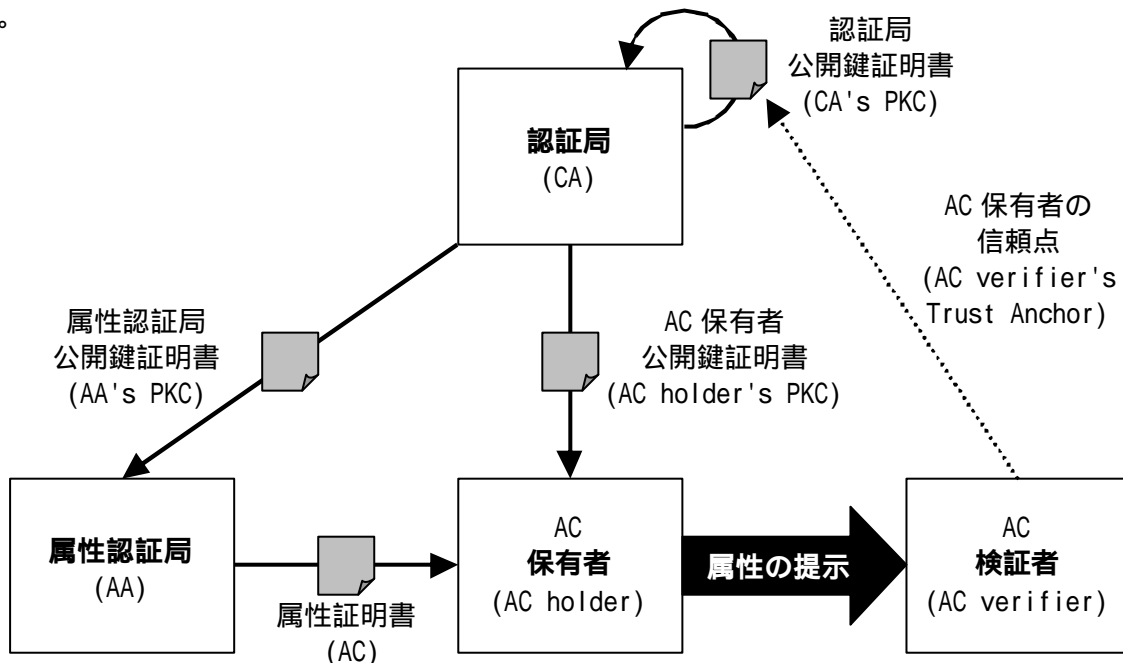 。
認証局
公開鍵証明書
(CA's PKC)
認証局
(CA)
AC 保有者の
信頼点
(AC verifier's
Trust Anchor)
属性認証局
公開鍵証明書
(AA's PKC)
AC 保有者
公開鍵証明書
(AC holder's PKC)
属性認証局
(AA)
属性証明書
(AC)
AC
保有者
(AC holder)
属性の提示
AC
検証者
(AC verifier)